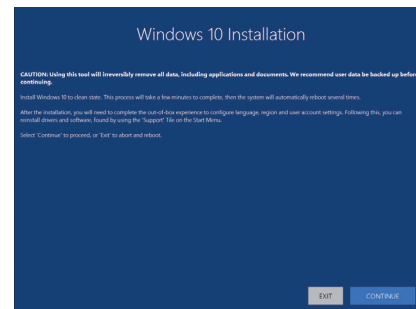 Windows 10 Installation
CAUTION: Using this tool will irreversibly remove all data, including applications and documents. We recommend user data be backed up before
continuing.
Install Windows 10 to clean state. This process will take a few minutes to complete, then the system will automatically reboot several times.
After the installation, you will need to complete the out-of-box experience to configure language, region and user account settings. Following this, you can
reinstall drivers and software, found by using the 'Support' Tile on the Start Menu.
Select 'Continue' to proceed, or 'Exit' to abort and reboot.
EXIT CONTINUE